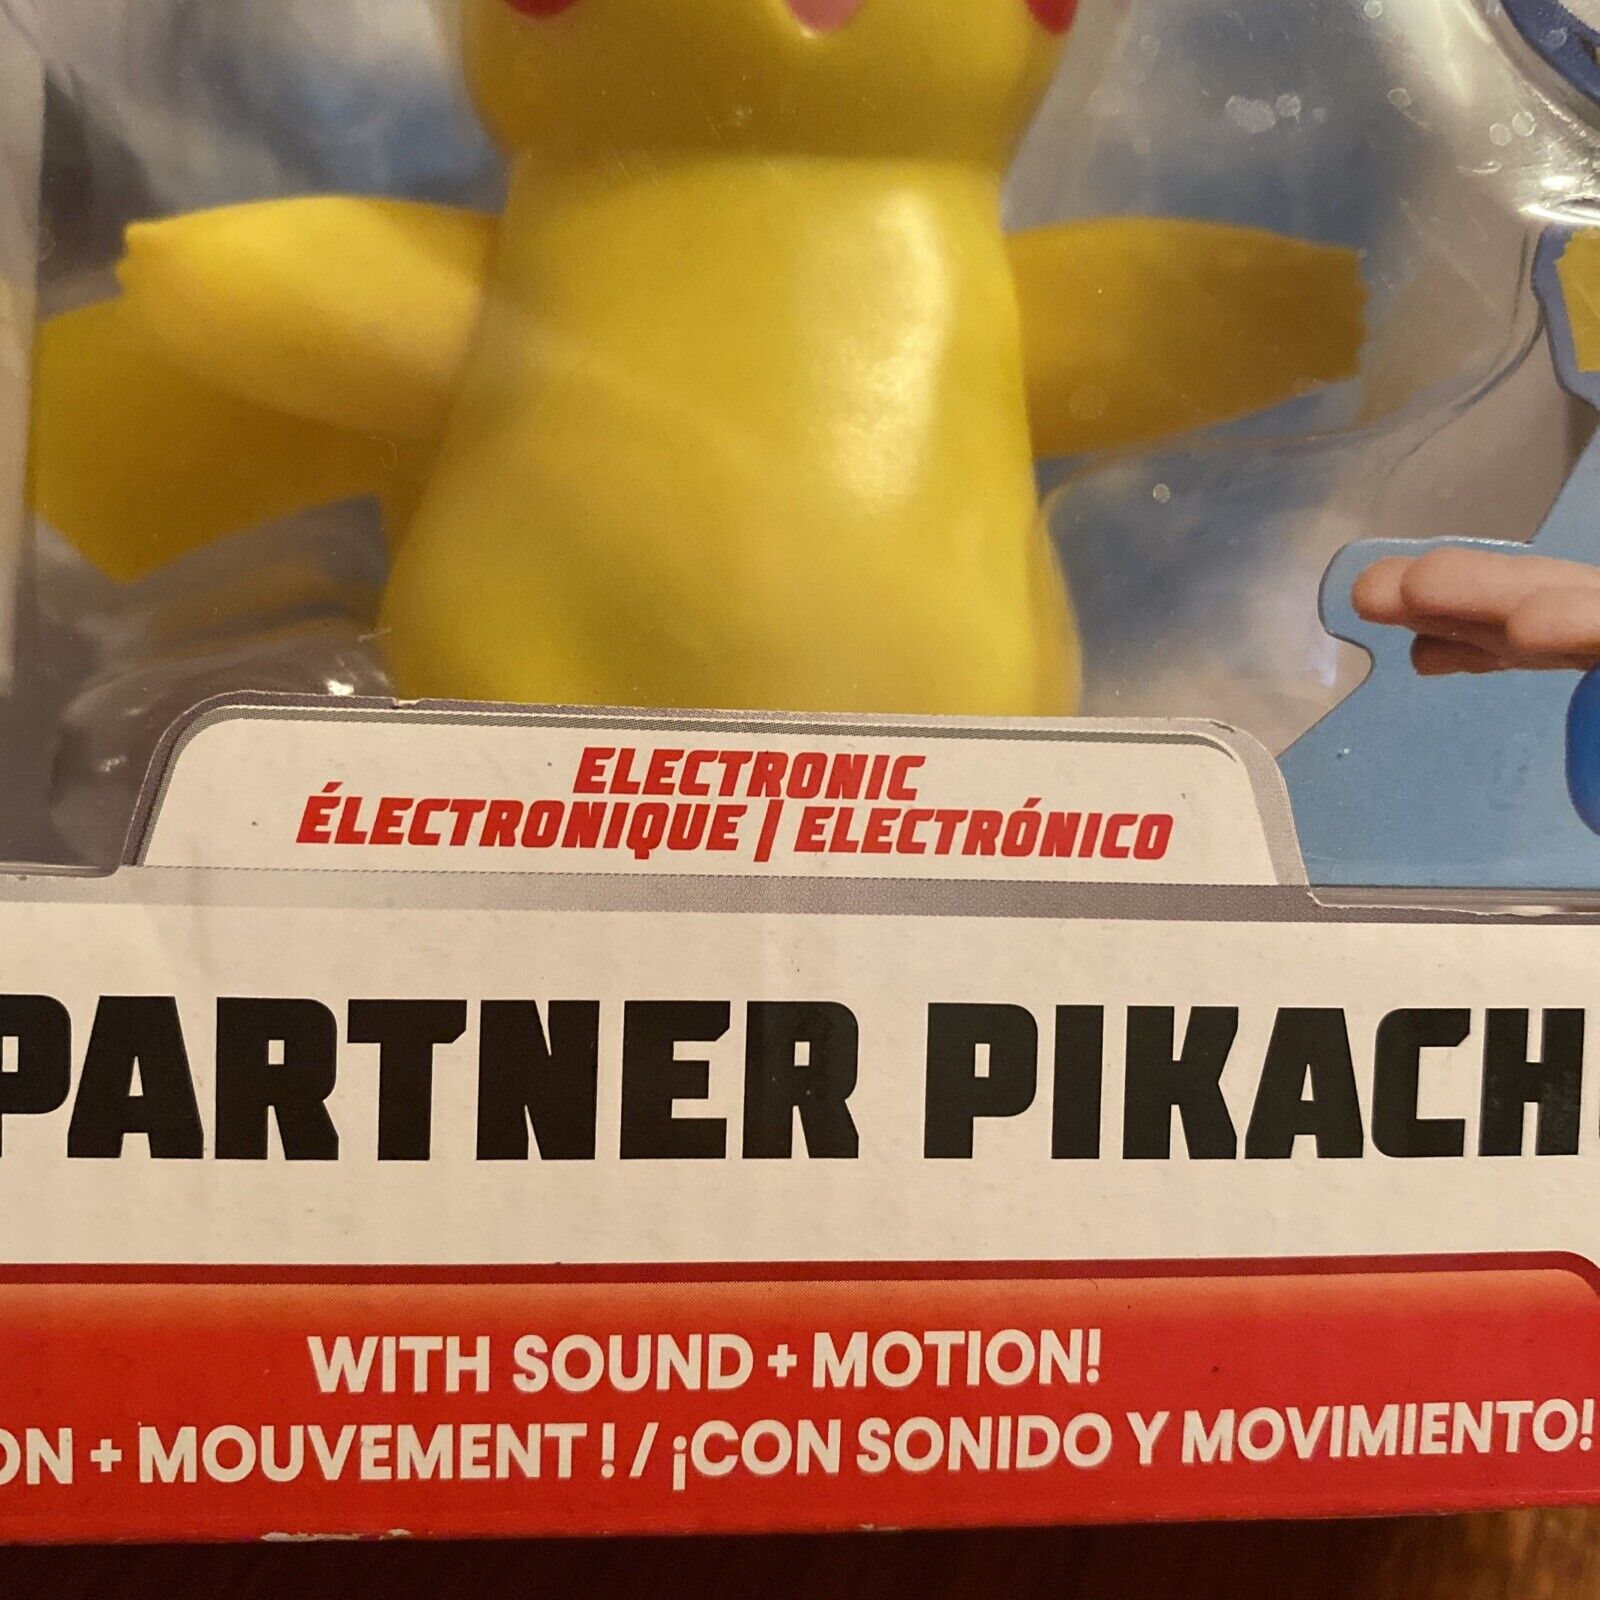 ELECTRONIC
ÉLECTRONIQUE | ELECTRÓNICO
PARTNER PIKACH
WITH SOUND + MOTION!
ON + MOUVEMENT ! / ¡CON SONIDO Y MOVIMIENTO!